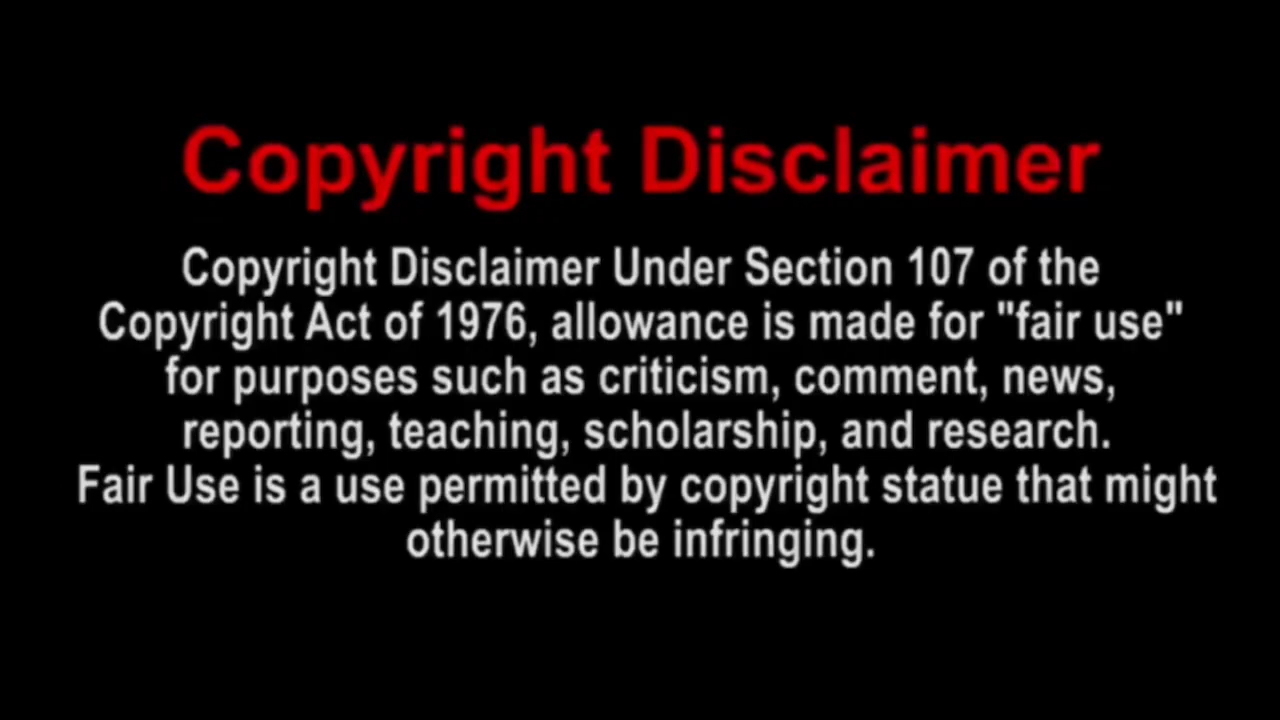 Copyright Disclaimer
Copyright Disclaimer Under Section 107 of the
Copyright Act of 1976, allowance is made for "fair use"
for purposes such as criticism, comment, news,
reporting, teaching, scholarship, and research.
Fair Use is a use permitted by copyright statue that might
otherwise be infringing.